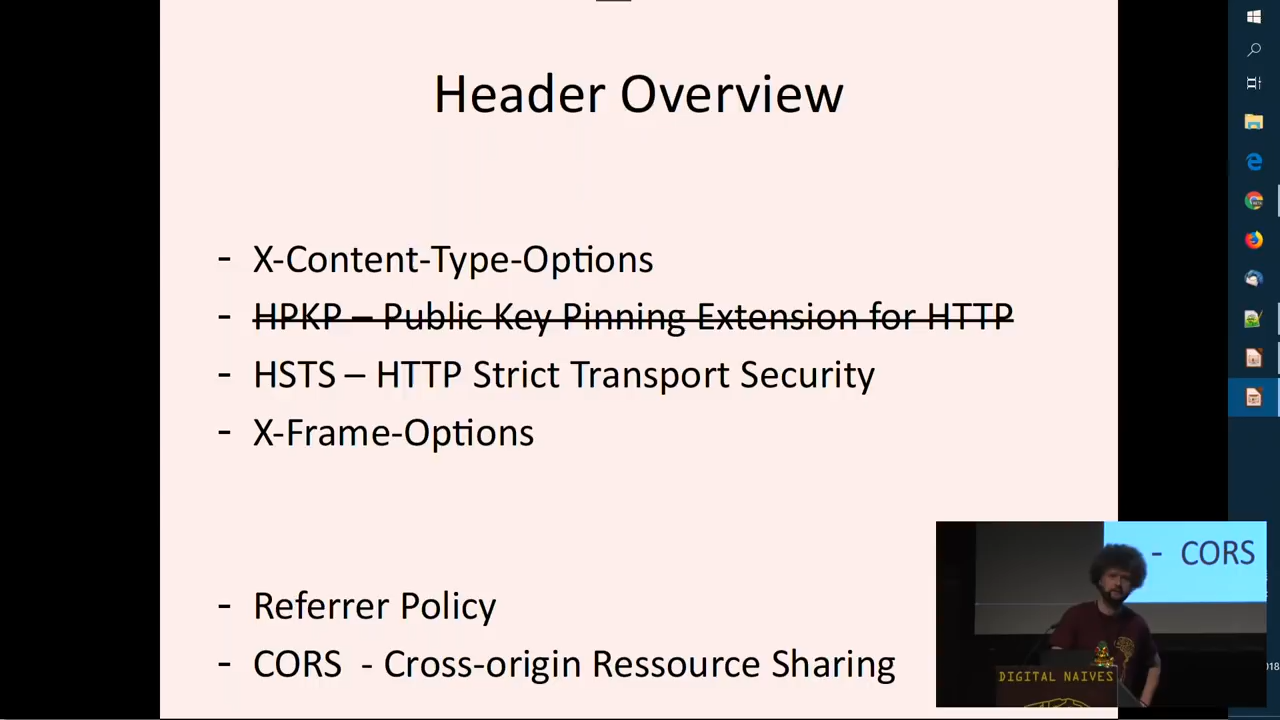 Header Overview
- X-Content-Type-Options
- HPKP – Public Key Pinning Extension for HTTP
- HSTS – HTTP Strict Transport Security
- X-Frame-Options
- Referrer Policy
- CORS - Cross-origin Ressource Sharing
- CORS
DIGITAL NAIVES
018